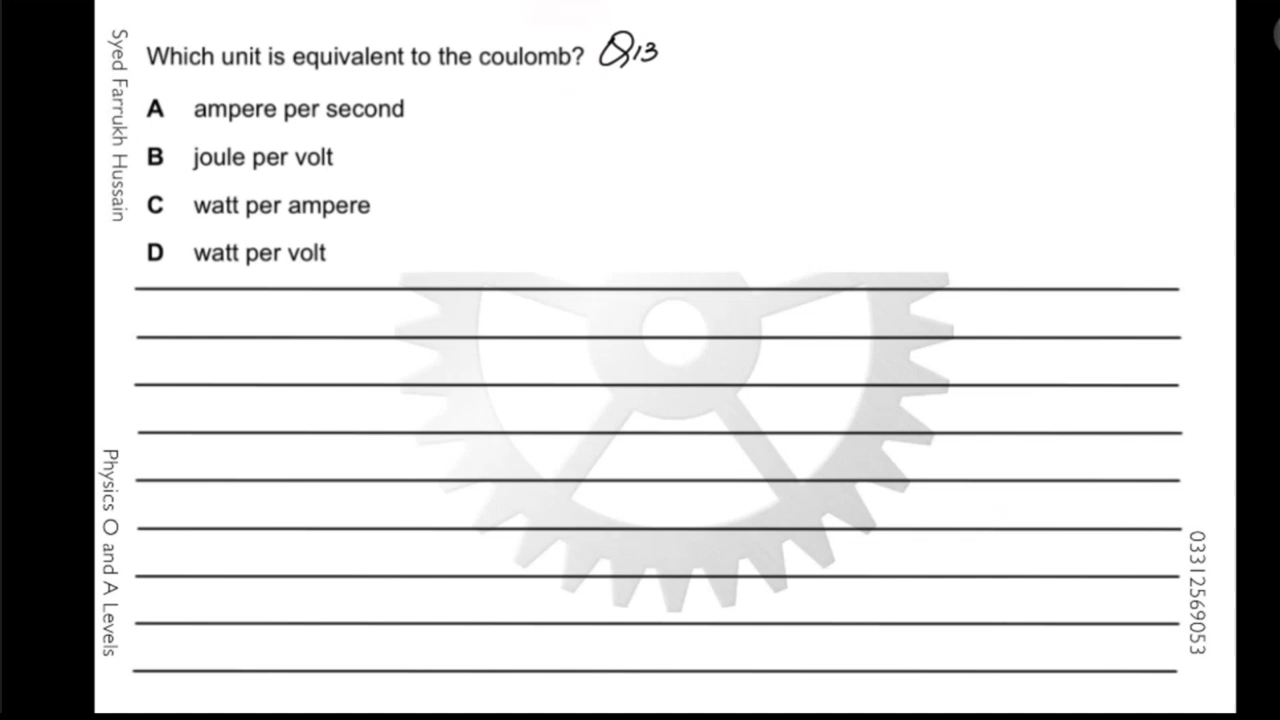 Which unit is equivalent to the coulomb? Q13
A ampere per second
B joule per volt
C watt per ampere
D watt per volt
Syed Farrukh Hussain
Physics O and A Levels
03312569053